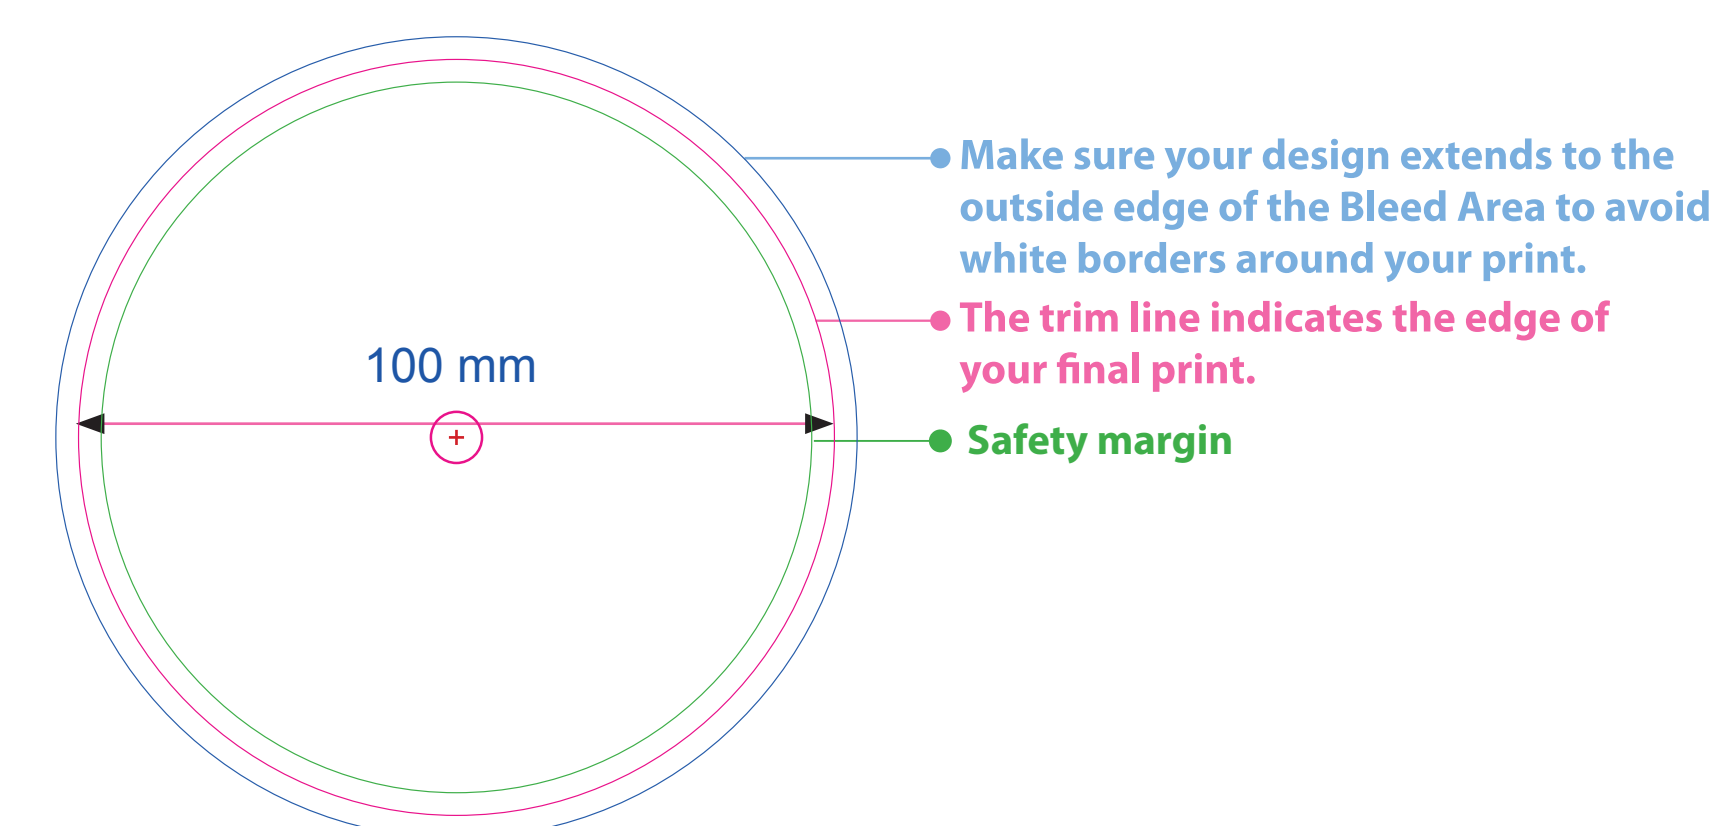 Make sure your design extends to the
outside edge of the Bleed Area to avoid
white borders around your print.
The trim line indicates the edge of
your final print.
100 mm
Safety margin